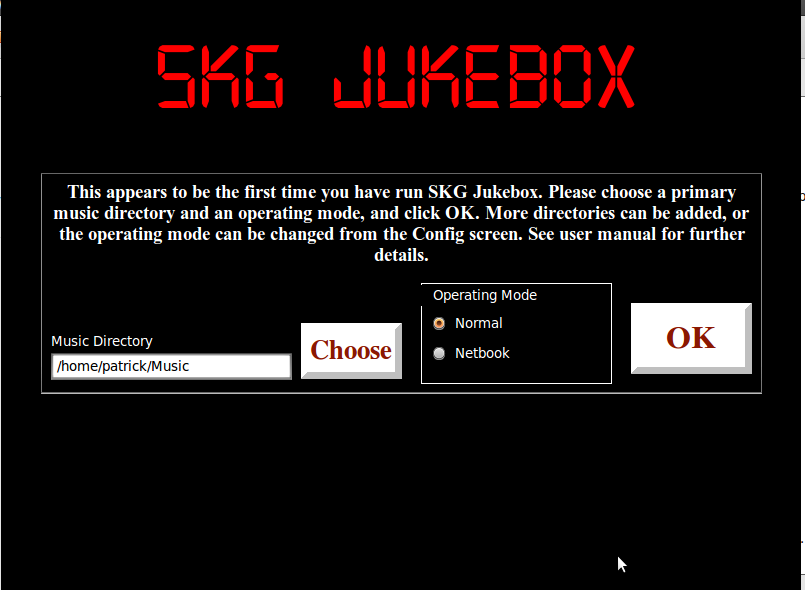 SKG JUKEBOX
This appears to be the first time you have run SKG Jukebox. Please choose a primary
music directory and an operating mode, and click OK. More directories can be added, or
the operating mode can be changed from the Config screen. See user manual for further
details.
Operating Mode
Normal
Netbook
Music Directory
/home/patrick/Music
Choose
OK